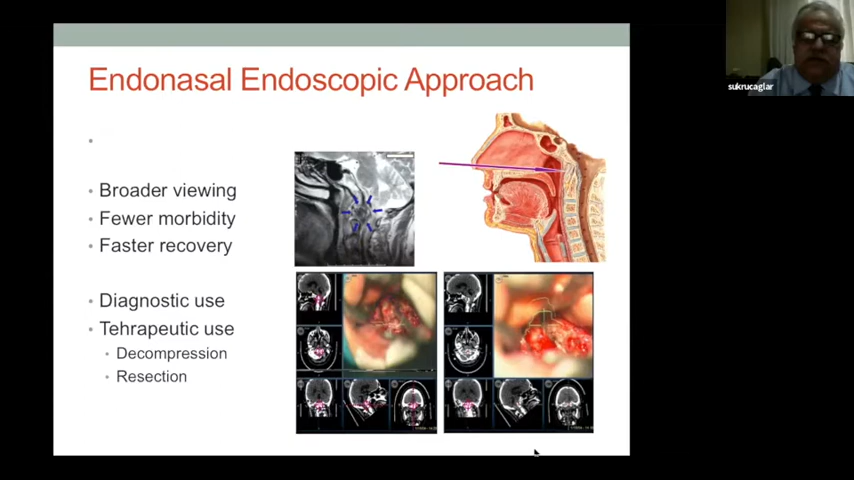 Endonasal Endoscopic Approach
sukrucaglar
• Broader viewing
• Fewer morbidity
• Faster recovery
• Diagnostic use
• Tehrapeutic use
• Decompression
• Resection